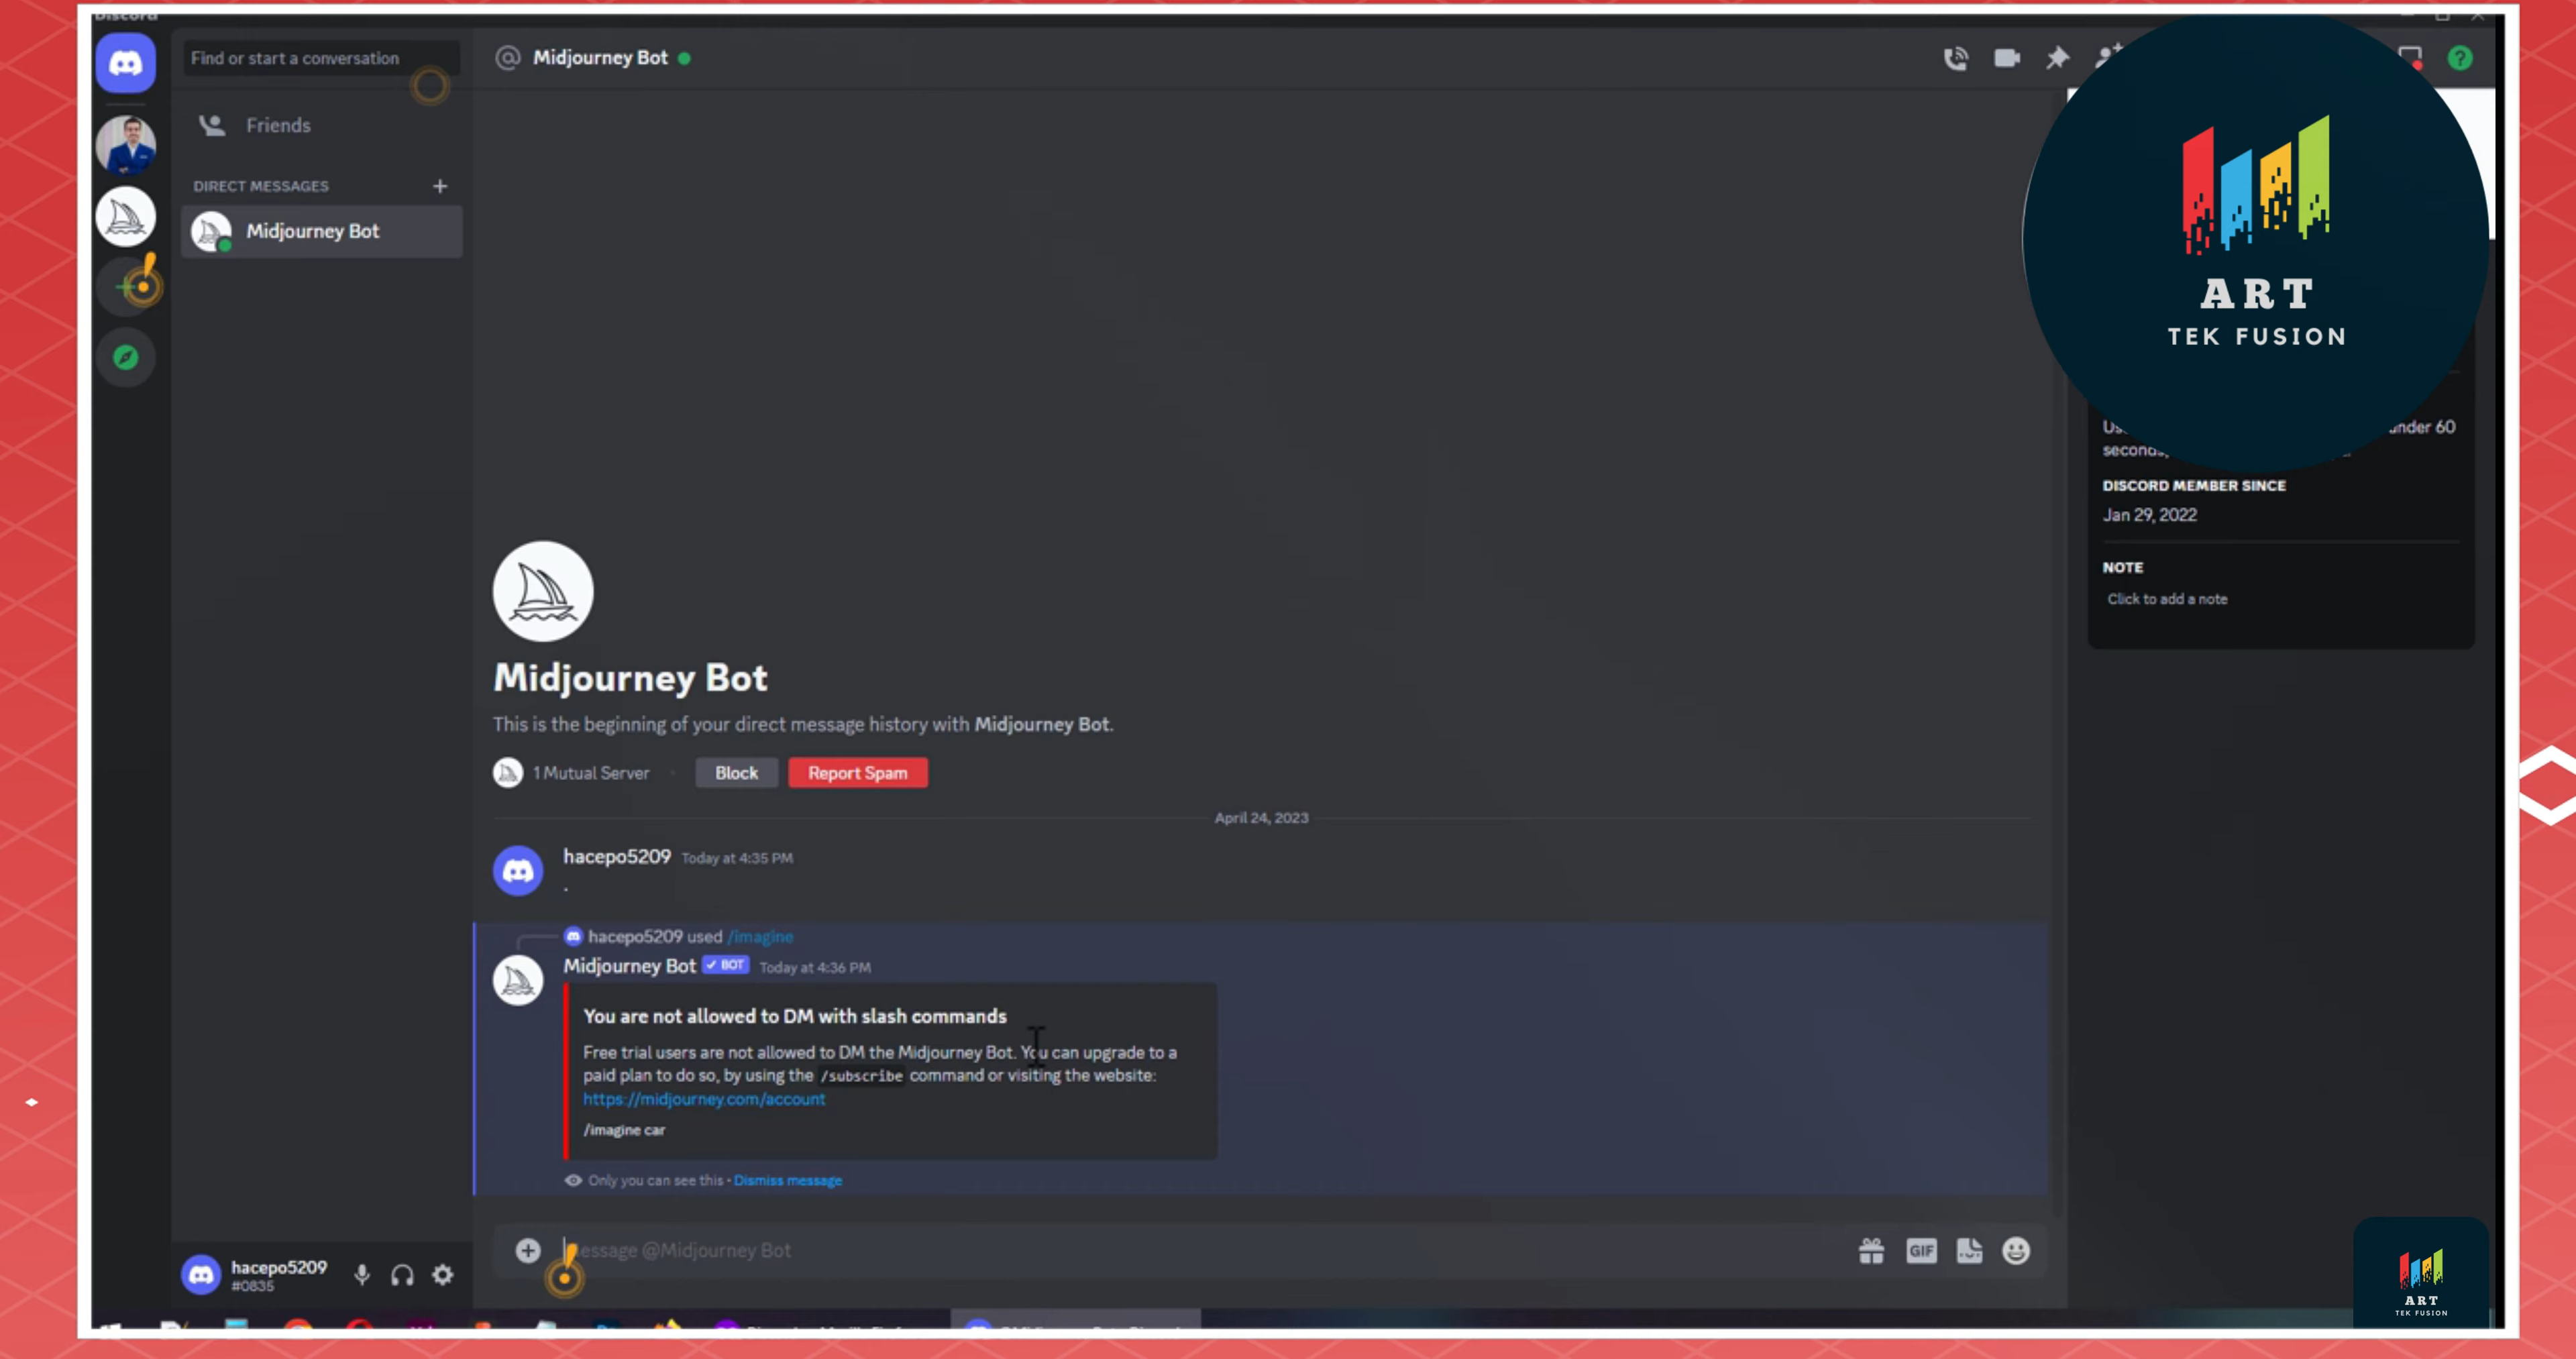 Discord
Find or start a conversation
Midjourney Bot
Friends
DIRECT MESSAGES
Midjourney Bot
ART
TEK FUSION
under 60
DISCORD MEMBER SINCE
Jan 29, 2022
NOTE
Click to add a note
Midjourney Bot
This is the beginning of your direct message history with Midjourney Bot.
1 Mutual Server
Block
Report Spam
April 24, 2023
hacepo5209 Today at 4:35 PM
.
hacepo5209 used /imagine
Midjourney Bot BOT Today at 4:36 PM
You are not allowed to DM with slash commands
Free trial users are not allowed to DM the Midjourney Bot. You can upgrade to a
paid plan to do so, by using the /subscribe command or visiting the website:
https://midjourney.com/account
/imagine car
Only you can see this • Dismiss message
Message @Midjourney Bot
GIF
hacepo5209
#0835
ART
TEK FUSION